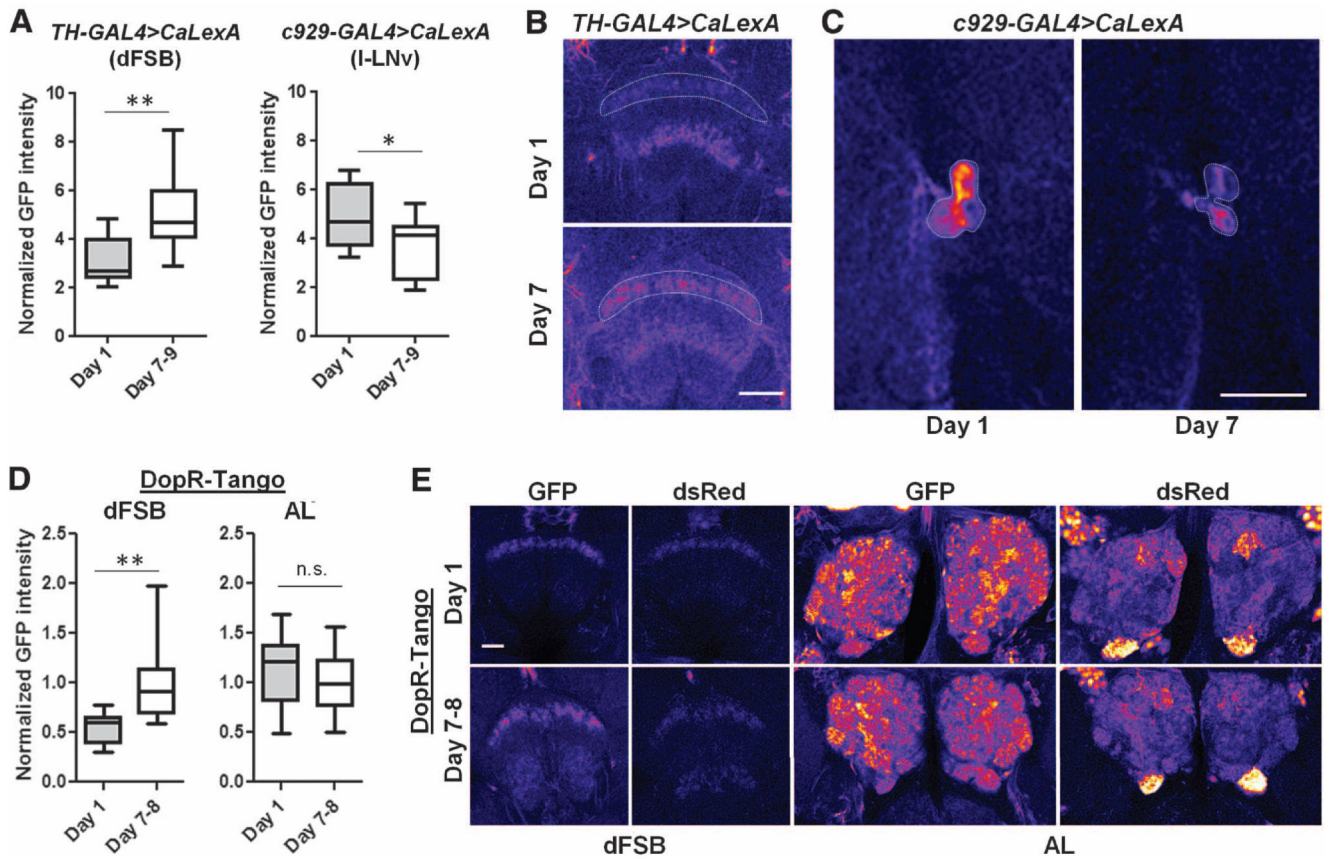 A
TH-GAL4>CaLexA
(dFSB)
c929-GAL4>CaLexA
(l-LNv)
Normalized GFP intensity
10
8
6
4
2
0
**
Day 1
Day 7-9
Normalized GFP intensity
10
8
6
4
2
0
*
Day 1
Day 7-9
B
TH-GAL4>CaLexA
Day 1
Day 7
C
c929-GAL4>CaLexA
Day 1
Day 7
D
DopR-Tango
dFSB
AL
Normalized GFP intensity
2.5
2.0
1.5
1.0
0.5
0.0
**
Day 1
Day 7-8
2.5
2.0
1.5
1.0
0.5
0.0
n.s.
Day 1
Day 7-8
E
GFP
dsRed
GFP
dsRed
DopR-Tango
Day 1
Day 7-8
dFSB
AL